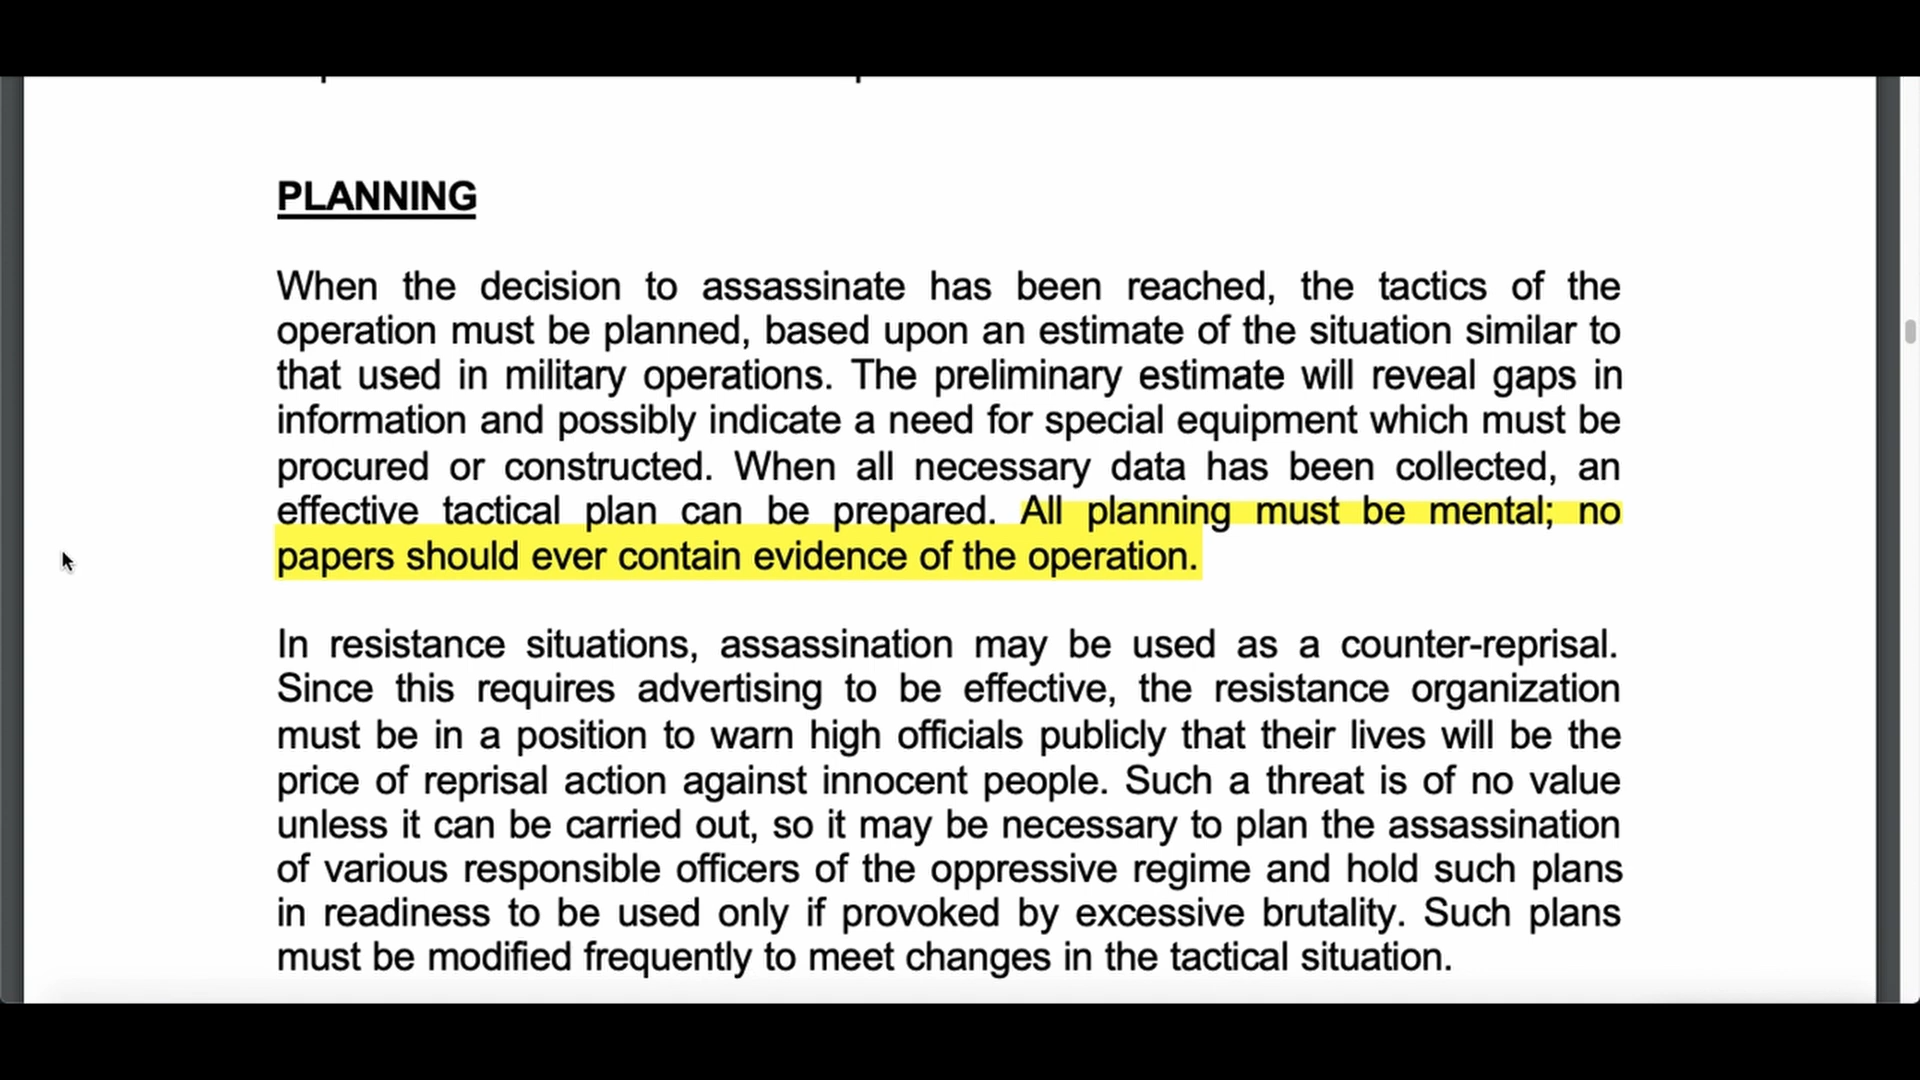 PLANNING
When the decision to assassinate has been reached, the tactics of the
operation must be planned, based upon an estimate of the situation similar to
that used in military operations. The preliminary estimate will reveal gaps in
information and possibly indicate a need for special equipment which must be
procured or constructed. When all necessary data has been collected, an
effective tactical plan can be prepared. All planning must be mental; no
papers should ever contain evidence of the operation.
In resistance situations, assassination may be used as a counter-reprisal.
Since this requires advertising to be effective, the resistance organization
must be in a position to warn high officials publicly that their lives will be the
price of reprisal action against innocent people. Such a threat is of no value
unless it can be carried out, so it may be necessary to plan the assassination
of various responsible officers of the oppressive regime and hold such plans
in readiness to be used only if provoked by excessive brutality. Such plans
must be modified frequently to meet changes in the tactical situation.